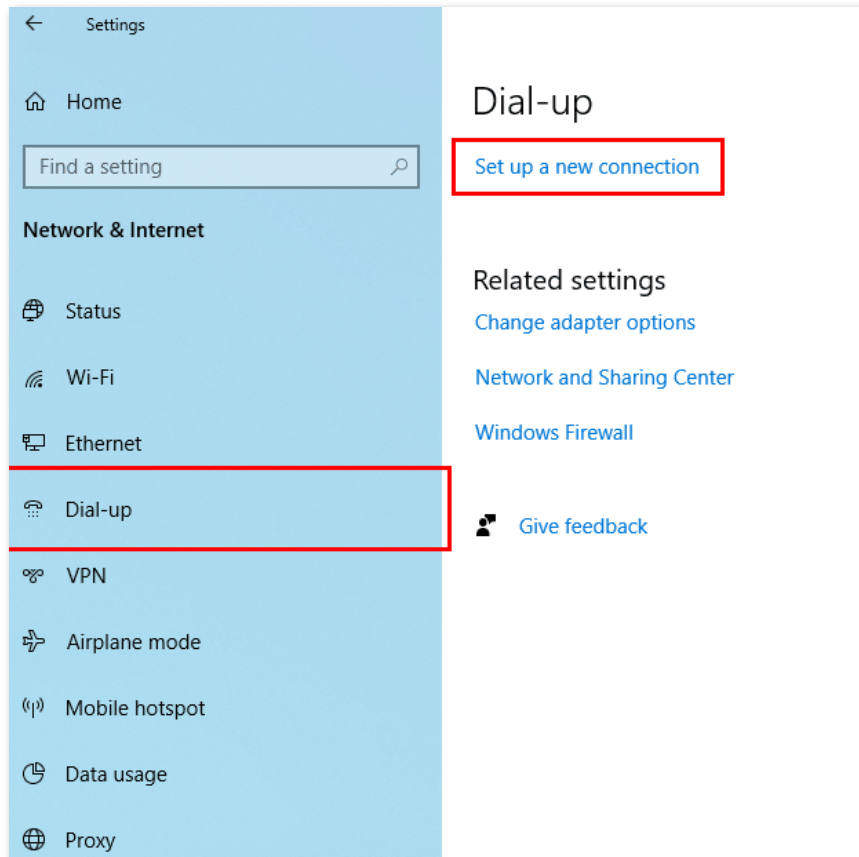 Settings
Home
Find a setting
Network & Internet
Status
Wi-Fi
Ethernet
Dial-up
VPN
Airplane mode
Mobile hotspot
Data usage
Proxy
Dial-up
Set up a new connection
Related settings
Change adapter options
Network and Sharing Center
Windows Firewall
Give feedback